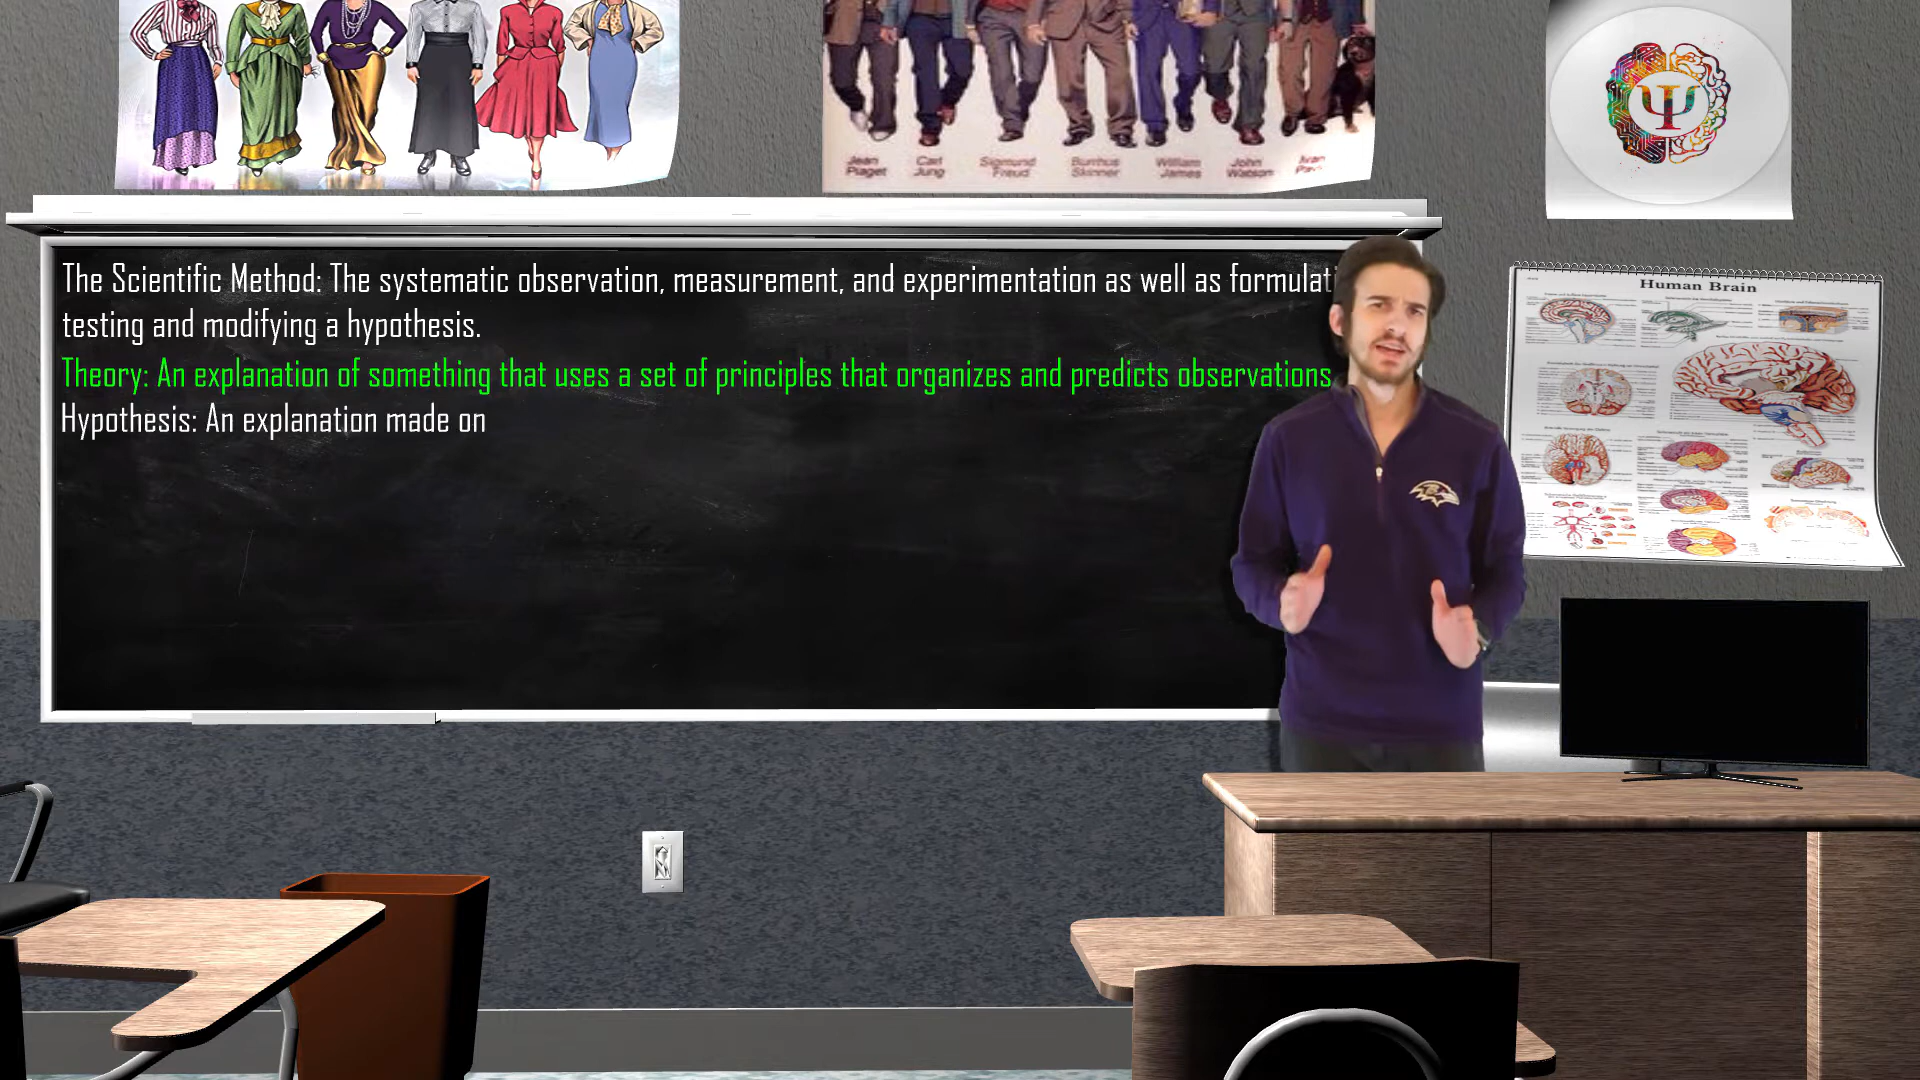 Jean Piaget
Carl Jung
Sigmund Freud
Burrhus Skinner
William James
John Watson
Ivan
The Scientific Method: The systematic observation, measurement, and experimentation as well as
testing and modifying a hypothesis.
Theory: An explanation of something that uses a set of principles that organizes and predicts observations
Hypothesis: An explanation made on
Human Brain